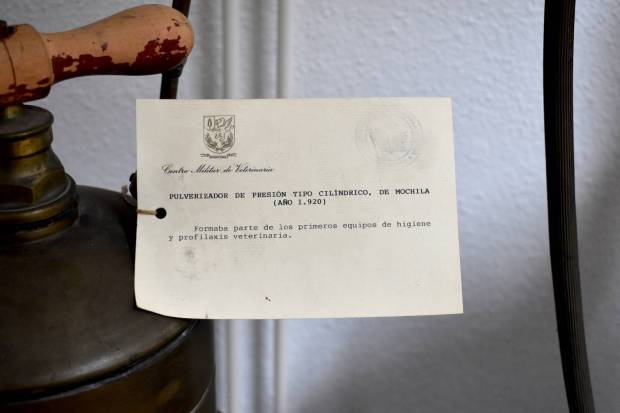 Centro Militar de Veterinaria
PULVERIZADOR DE PRESIÓN TIPO CILÍNDRICO, DE MOCHILA
(AÑO 1.920)
Formaba parte de los primeros equipos de higiene
y profilaxis veterinaria.